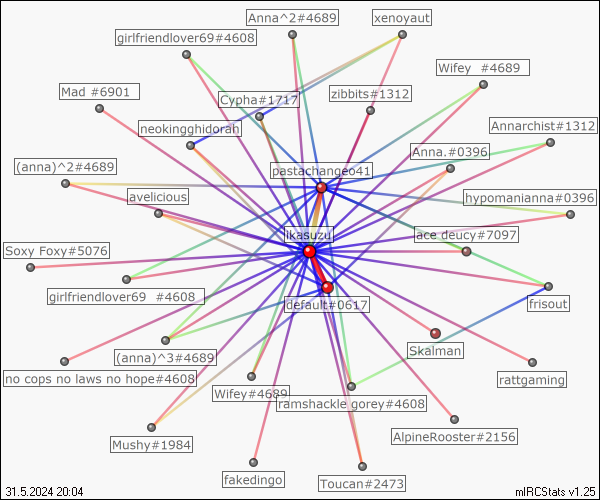 Anna^2#4689
xenoyaut
girlfriendlover69#4608
Wifey  #4689
Mad #6901
Cypha#1717
zibbits#1312
neokingghidorah
Annarchist#1312
Anna.#0396
(anna)^2#4689
pastachangeo41
avelicious
hypomanianna#0396
ikasuzu
ace deucy#7097
Soxy Foxy#5076
girlfriendlover69  #4608
default#0617
frisout
(anna)^3#4689
Skalman
no cops no laws no hope#4608
rattgaming
Wifey#4689
ramshackle gorey#4608
Mushy#1984
AlpineRooster#2156
fakedingo
Toucan#2473
31.5.2024 20:04
mIRCStats v1.25